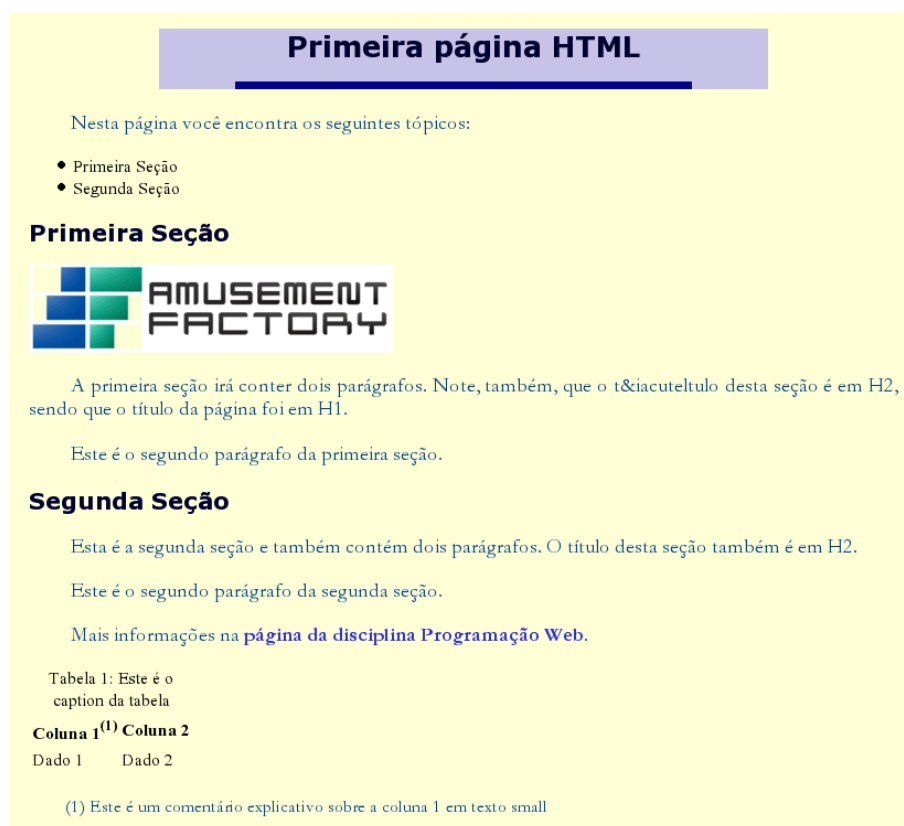 Primeira página HTML
Nesta página você encontra os seguintes tópicos:
Primeira Seção
Segunda Seção
Primeira Seção
AMUSEMENT
FACTORY
A primeira seção irá conter dois parágrafos. Note, também, que o t&iacuteltulo desta seção é em H2,
sendo que o título da página foi em H1.
Este é o segundo parágrafo da primeira seção.
Segunda Seção
Esta é a segunda seção e também contém dois parágrafos. O título desta seção também é em H2.
Este é o segundo parágrafo da segunda seção.
Mais informações na página da disciplina Programação Web.
Tabela 1: Este é o
caption da tabela
Coluna 1(1) Coluna 2
Dado 1 Dado 2
(1) Este é um comentário explicativo sobre a coluna 1 em texto small